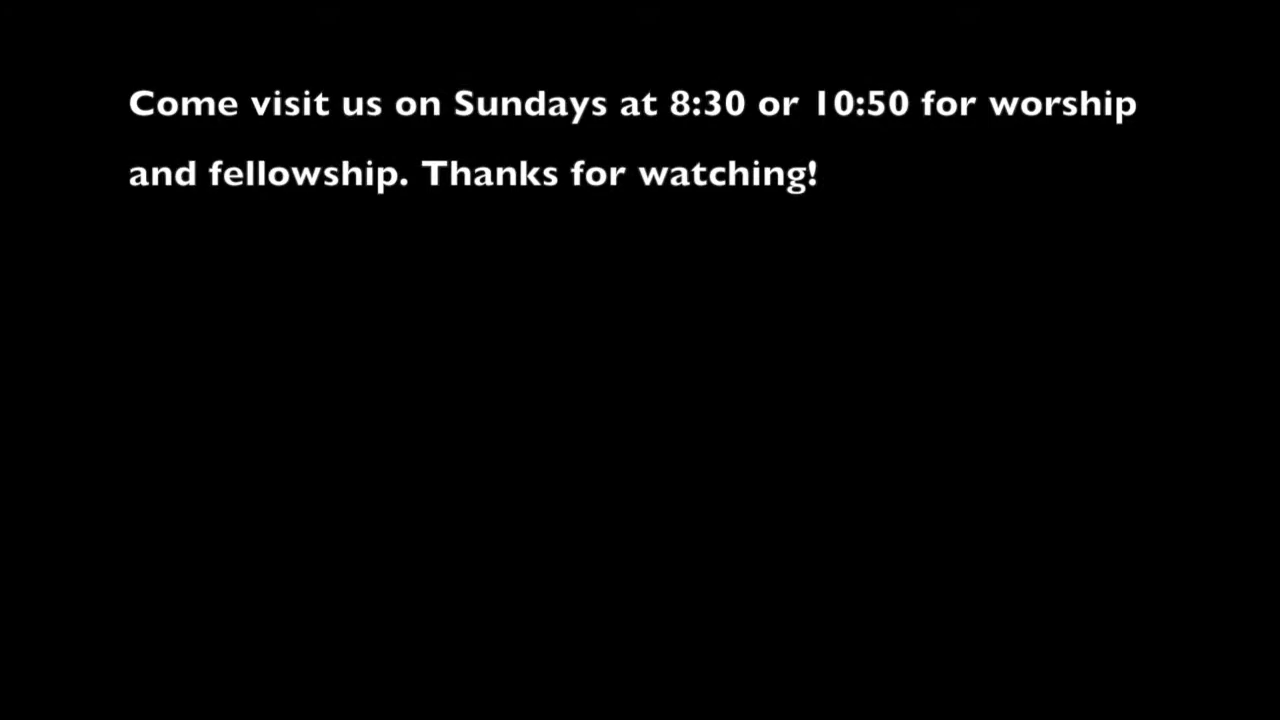 Come visit us on Sundays at 8:30 or 10:50 for worship
and fellowship. Thanks for watching!